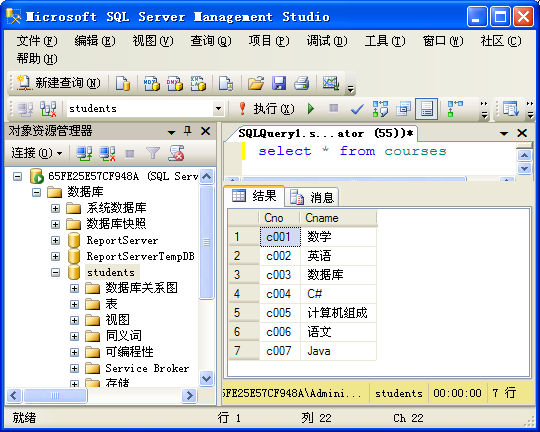 Microsoft SQL Server Management Studio
文件(F) 编辑(E) 视图(V) 查询(Q) 项目(P) 调试(D) 工具(T) 窗口(W) 社区(C)
帮助(H)
新建查询(N)
students 执行(X)
对象资源管理器
连接(O)
65FE25E57CF948A (SQL Serv
数据库
系统数据库
数据库快照
ReportServer
ReportServerTempDB
students
数据库关系图
表
视图
同义词
可编程性
Service Broker
存储
SQLQuery1.s...ator (55))*
select * from courses
结果 消息
Cno Cname
1 c001 数学
2 c002 英语
3 c003 数据库
4 c004 C#
5 c005 计算机组成
6 c006 语文
7 c007 Java
5FE25E57CF948A\Admini... students 00:00:00 7 行
就绪 行 1 列 22 Ch 22